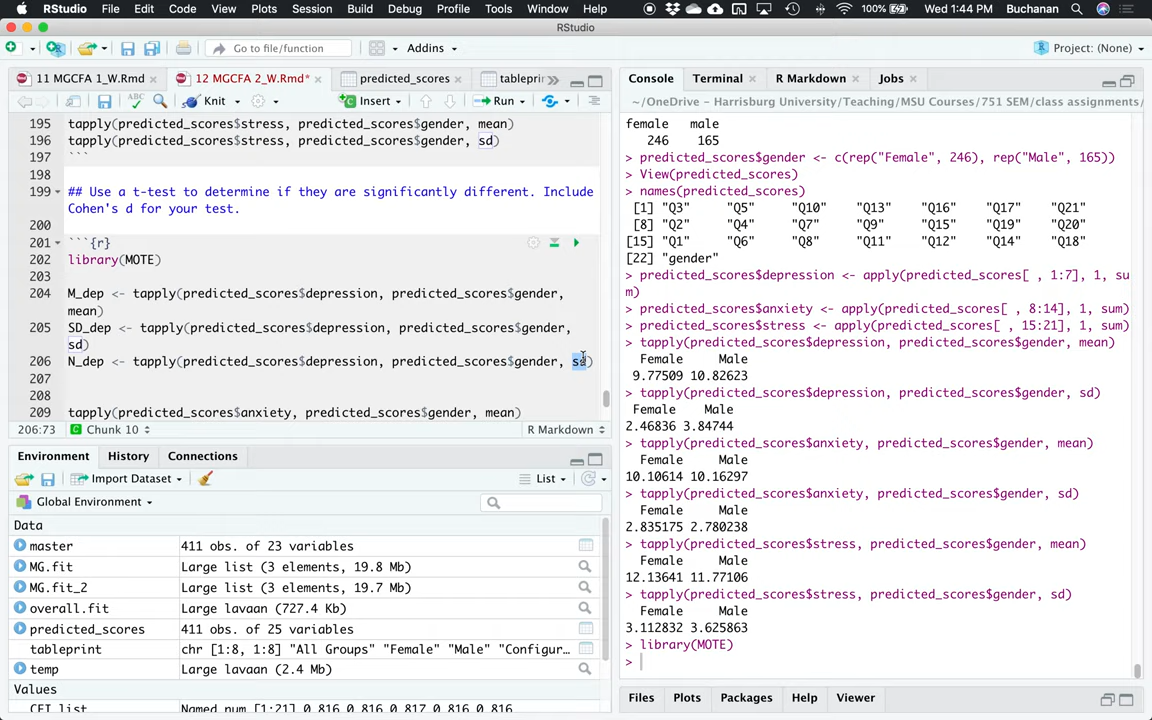 RStudio File Edit Code View Plots Session Build Debug Profile Tools Window Help 100% Wed 1:44 PM Buchanan
RStudio
Go to file/function Addins Project: (None)
11 MGCFA 1_W.Rmd 12 MGCFA 2_W.Rmd* predicted_scores tableprin
Knit Insert Run
195 tapply(predicted_scores$stress, predicted_scores$gender, mean)
196 tapply(predicted_scores$stress, predicted_scores$gender, sd)
197 ```
198
199 ## Use a t-test to determine if they are significantly different. Include
Cohen's d for your test.
200
201 ```{r}
202 library(MOTE)
203
204 M_dep <- tapply(predicted_scores$depression, predicted_scores$gender,
mean)
205 SD_dep <- tapply(predicted_scores$depression, predicted_scores$gender,
sd)
206 N_dep <- tapply(predicted_scores$depression, predicted_scores$gender, sd)
207
208
209 tapply(predicted_scores$anxiety, predicted_scores$gender, mean)
206:73 Chunk 10 R Markdown
Environment History Connections
Import Dataset List
Global Environment
Data
master 411 obs. of 23 variables
MG.fit Large list (3 elements, 19.8 Mb)
MG.fit_2 Large list (3 elements, 19.7 Mb)
overall.fit Large lavaan (727.4 Kb)
predicted_scores 411 obs. of 25 variables
tableprint chr [1:8, 1:8] "All Groups" "Female" "Male" "Configur…
temp Large lavaan (2.4 Mb)
Values
CFI_list Named num [1:21] 0.816 0.816 0.817 0.816 0.816
Console Terminal R Markdown Jobs
~/OneDrive - Harrisburg University/Teaching/MSU Courses/751 SEM/class assignments/
female male
246 165
> predicted_scores$gender <- c(rep("Female", 246), rep("Male", 165))
> View(predicted_scores)
> names(predicted_scores)
[1] "Q3" "Q5" "Q10" "Q13" "Q16" "Q17" "Q21"
[8] "Q2" "Q4" "Q7" "Q9" "Q15" "Q19" "Q20"
[15] "Q1" "Q6" "Q8" "Q11" "Q12" "Q14" "Q18"
[22] "gender"
> predicted_scores$depression <- apply(predicted_scores[ , 1:7], 1, su
m)
> predicted_scores$anxiety <- apply(predicted_scores[ , 8:14], 1, sum)
> predicted_scores$stress <- apply(predicted_scores[ , 15:21], 1, sum)
> tapply(predicted_scores$depression, predicted_scores$gender, mean)
Female Male
9.77509 10.82623
> tapply(predicted_scores$depression, predicted_scores$gender, sd)
Female Male
2.46836 3.84744
> tapply(predicted_scores$anxiety, predicted_scores$gender, mean)
Female Male
10.10614 10.16297
> tapply(predicted_scores$anxiety, predicted_scores$gender, sd)
Female Male
2.835175 2.780238
> tapply(predicted_scores$stress, predicted_scores$gender, mean)
Female Male
12.13641 11.77106
> tapply(predicted_scores$stress, predicted_scores$gender, sd)
Female Male
3.112832 3.625863
> library(MOTE)
>
Files Plots Packages Help Viewer